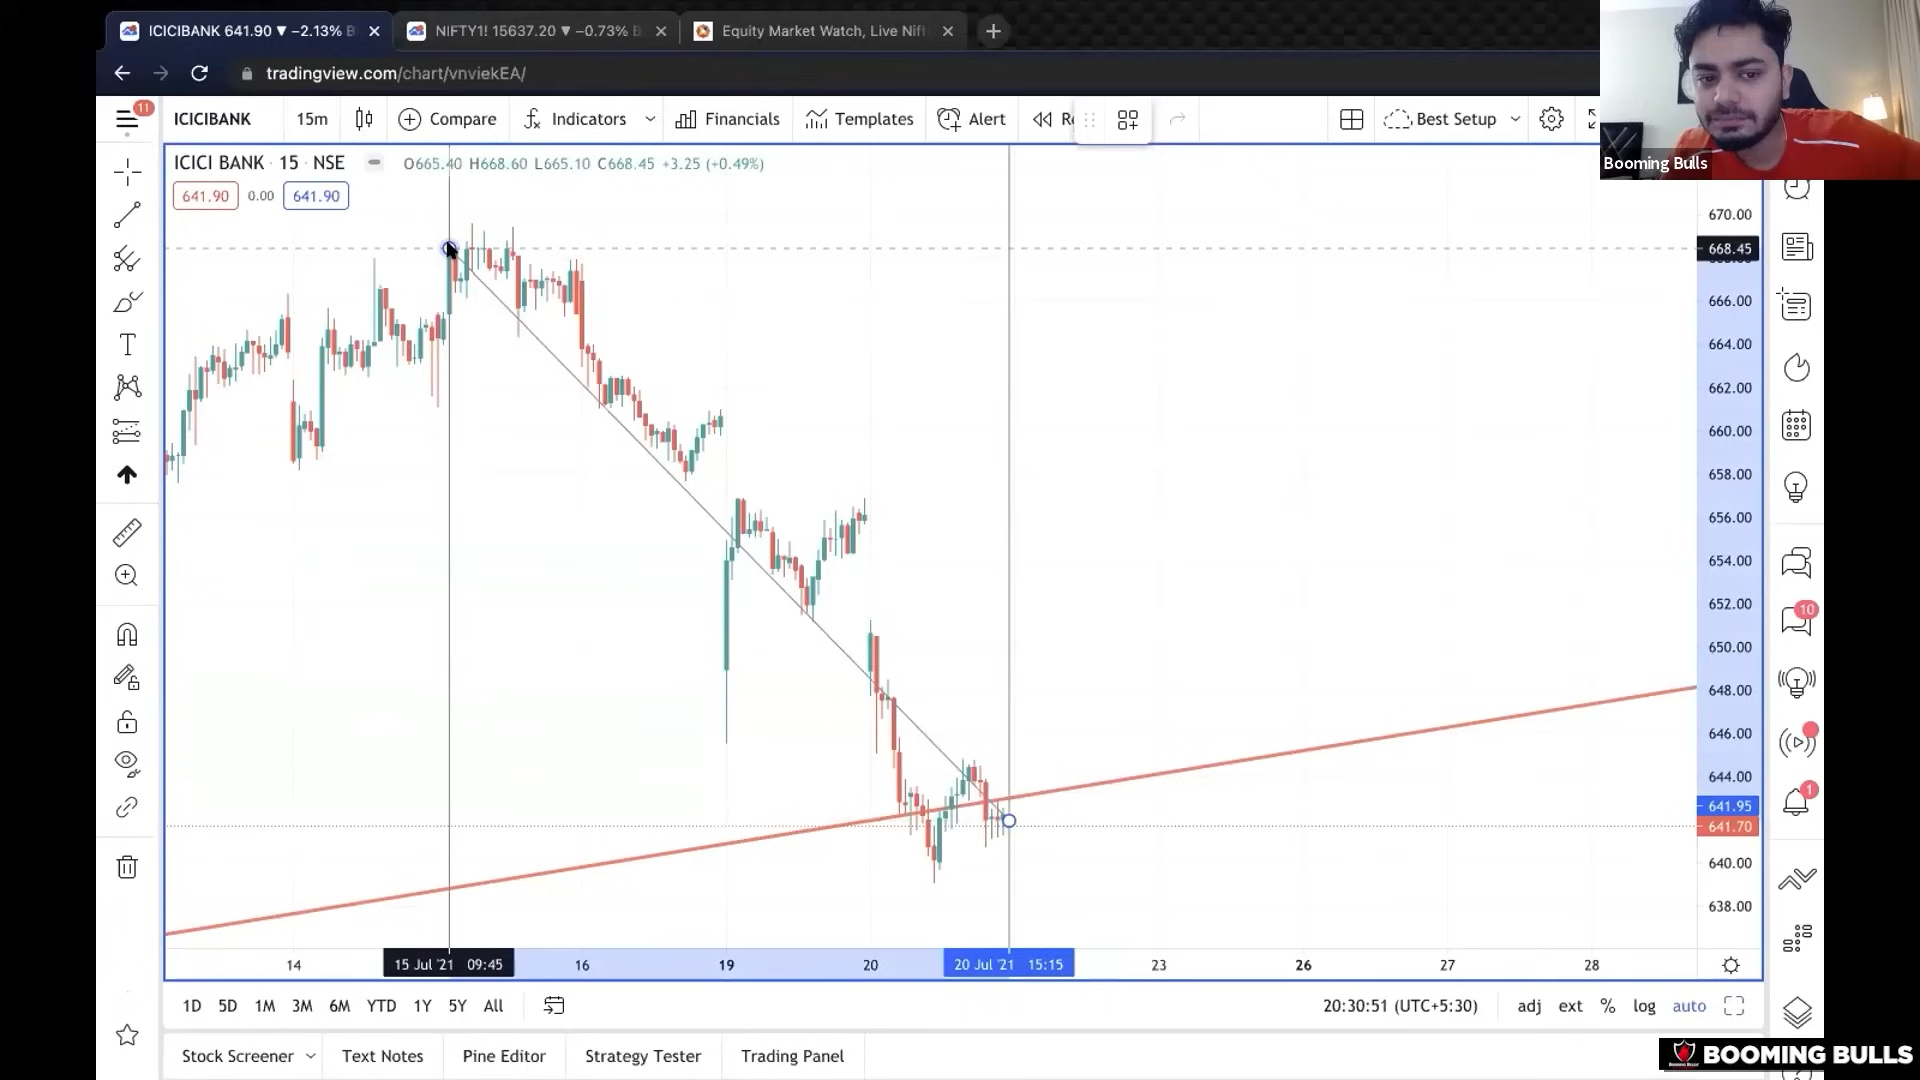 ICICIBANK 641.90 ▼ −2.13% B
NIFTY1! 15637.20 ▼ −0.73% B
Equity Market Watch, Live Nift
tradingview.com/chart/vnviekEA/
11
ICICIBANK
15m
Compare
Indicators
Financials
Templates
Alert
Best Setup
Booming Bulls
ICICI BANK · 15 · NSE
O665.40 H668.60 L665.10 C668.45 +3.25 (+0.49%)
641.90 0.00 641.90
670.00
668.45
666.00
664.00
662.00
660.00
658.00
656.00
654.00
652.00
650.00
648.00
646.00
644.00
641.95
641.70
640.00
638.00
10
1
14
15 Jul '21 09:45
16
19
20
20 Jul '21 15:15
23
26
27
28
1D 5D 1M 3M 6M YTD 1Y 5Y All
20:30:51 (UTC+5:30)
adj ext % log auto
Stock Screener
Text Notes
Pine Editor
Strategy Tester
Trading Panel
BOOMING BULLS